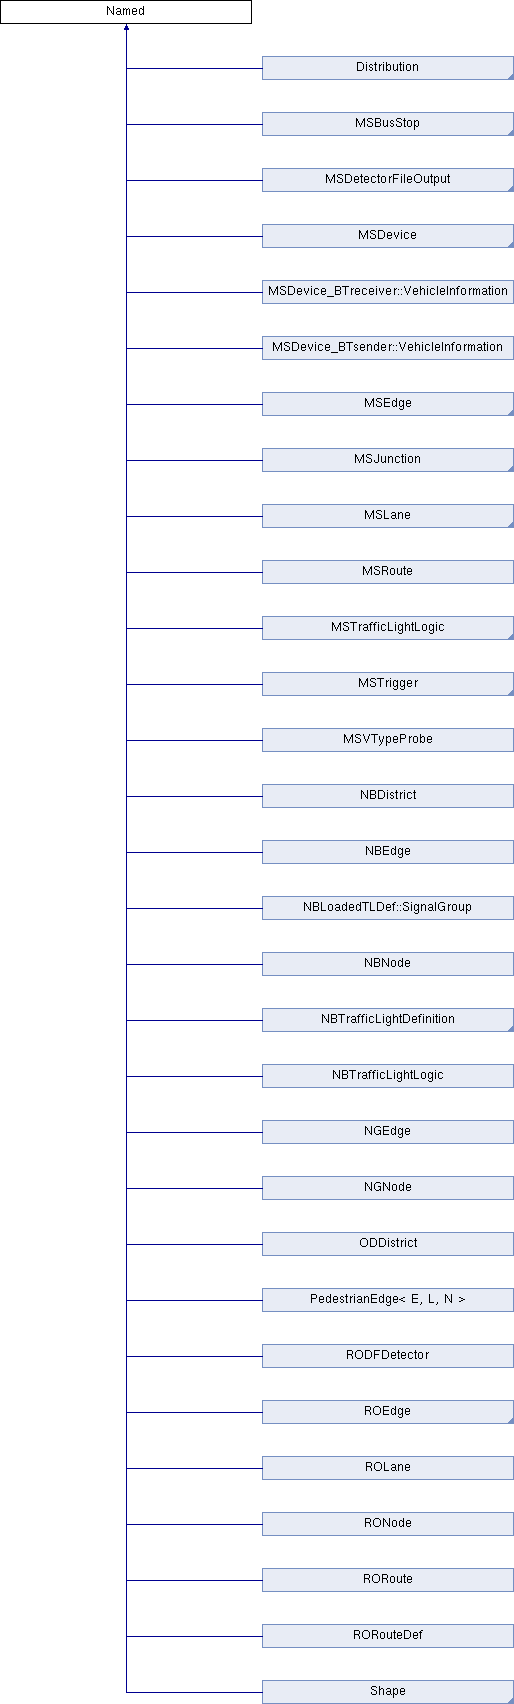 Named
Distribution
MSBusStop
MSDetectorFileOutput
MSDevice
MSDevice_BTreceiver::VehicleInformation
MSDevice_BTsender::VehicleInformation
MSEdge
MSJunction
MSLane
MSRoute
MSTrafficLightLogic
MSTrigger
MSVTypeProbe
NBDistrict
NBEdge
NBLoadedTLDef::SignalGroup
NBNode
NBTrafficLightDefinition
NBTrafficLightLogic
NGEdge
NGNode
ODDistrict
PedestrianEdge< E, L, N >
RODFDetector
ROEdge
ROLane
RONode
RORoute
RORouteDef
Shape